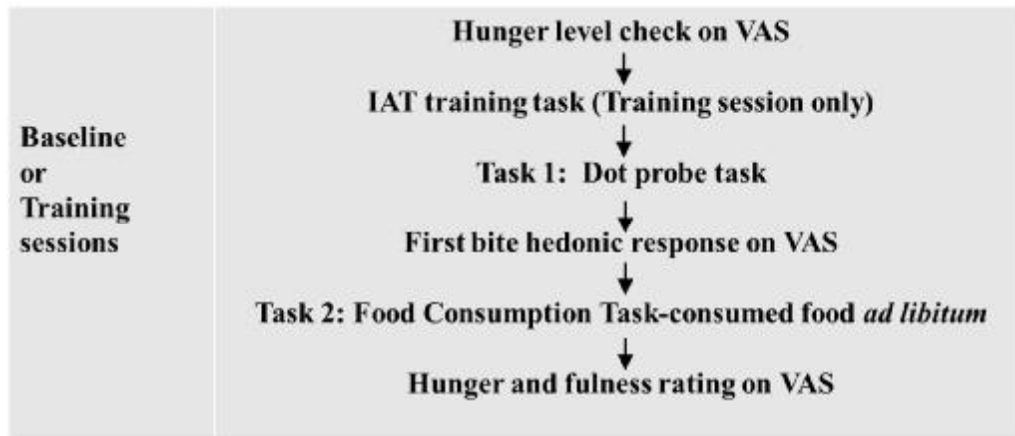 Baseline
or
Training
sessions
Hunger level check on VAS
IAT training task (Training session only)
Task 1: Dot probe task
First bite hedonic response on VAS
Task 2: Food Consumption Task-consumed food ad libitum
Hunger and fulness rating on VAS